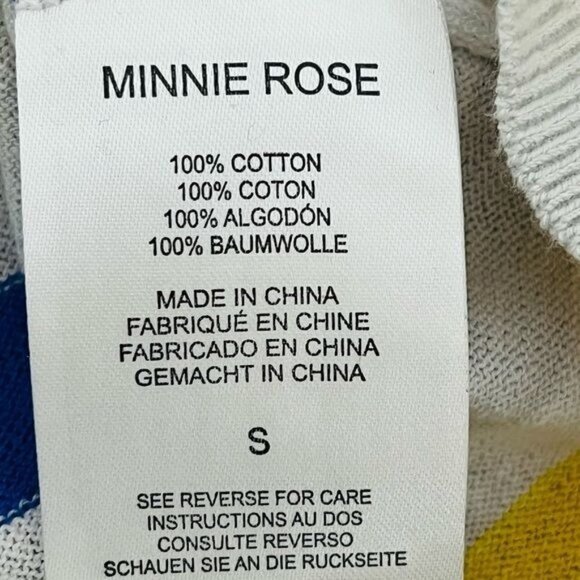 MINNIE ROSE
100% COTTON
100% COTON
100% ALGODÓN
100% BAUMWOLLE
MADE IN CHINA
FABRIQUÉ EN CHINE
FABRICADO EN CHINA
GEMACHT IN CHINA
S
SEE REVERSE FOR CARE
INSTRUCTIONS AU DOS
CONSULTE REVERSO
SCHAUEN SIE AN DIE RUCKSEITE